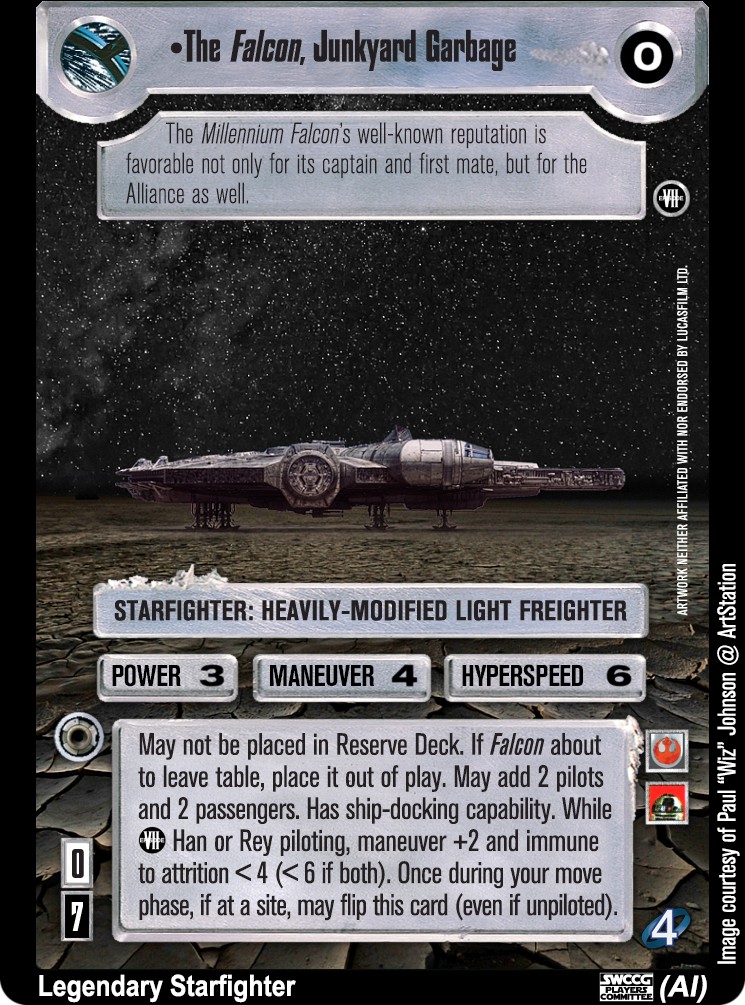 •The Falcon, Junkyard Garbage
0
The Millennium Falcon's well-known reputation is
favorable not only for its captain and first mate, but for the
Alliance as well.
EPISODE VII
ARTWORK NEITHER AFFILIATED WITH NOR ENDORSED BY LUCASFILM LTD.
STARFIGHTER: HEAVILY-MODIFIED LIGHT FREIGHTER
POWER 3
MANEUVER 4
HYPERSPEED 6
May not be placed in Reserve Deck. If Falcon about
to leave table, place it out of play. May add 2 pilots
and 2 passengers. Has ship-docking capability. While
EPISODE VII Han or Rey piloting, maneuver +2 and immune
to attrition < 4 (< 6 if both). Once during your move
phase, if at a site, may flip this card (even if unpiloted).
0
7
4
Image courtesy of Paul “Wiz” Johnson @ ArtStation
Legendary Starfighter
SWCCG
PLAYERS
COMMITTEE
(AI)